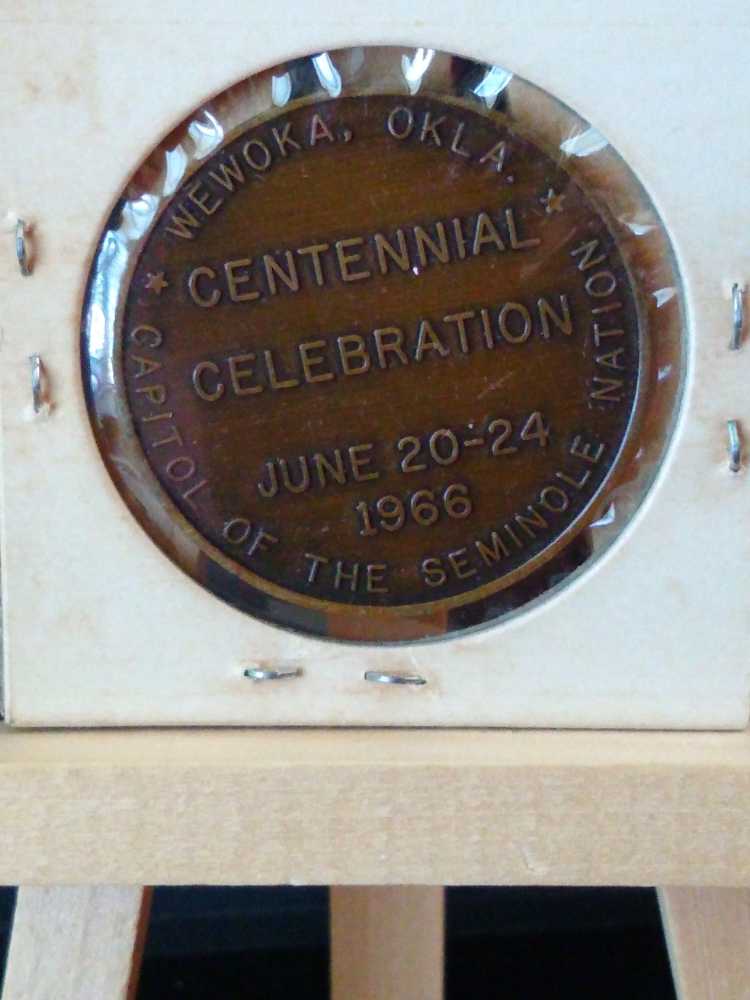 WEWOKA, OKLA.
CENTENNIAL
CELEBRATION
JUNE 20-24
1966
CAPITOL OF THE SEMINOLE NATION